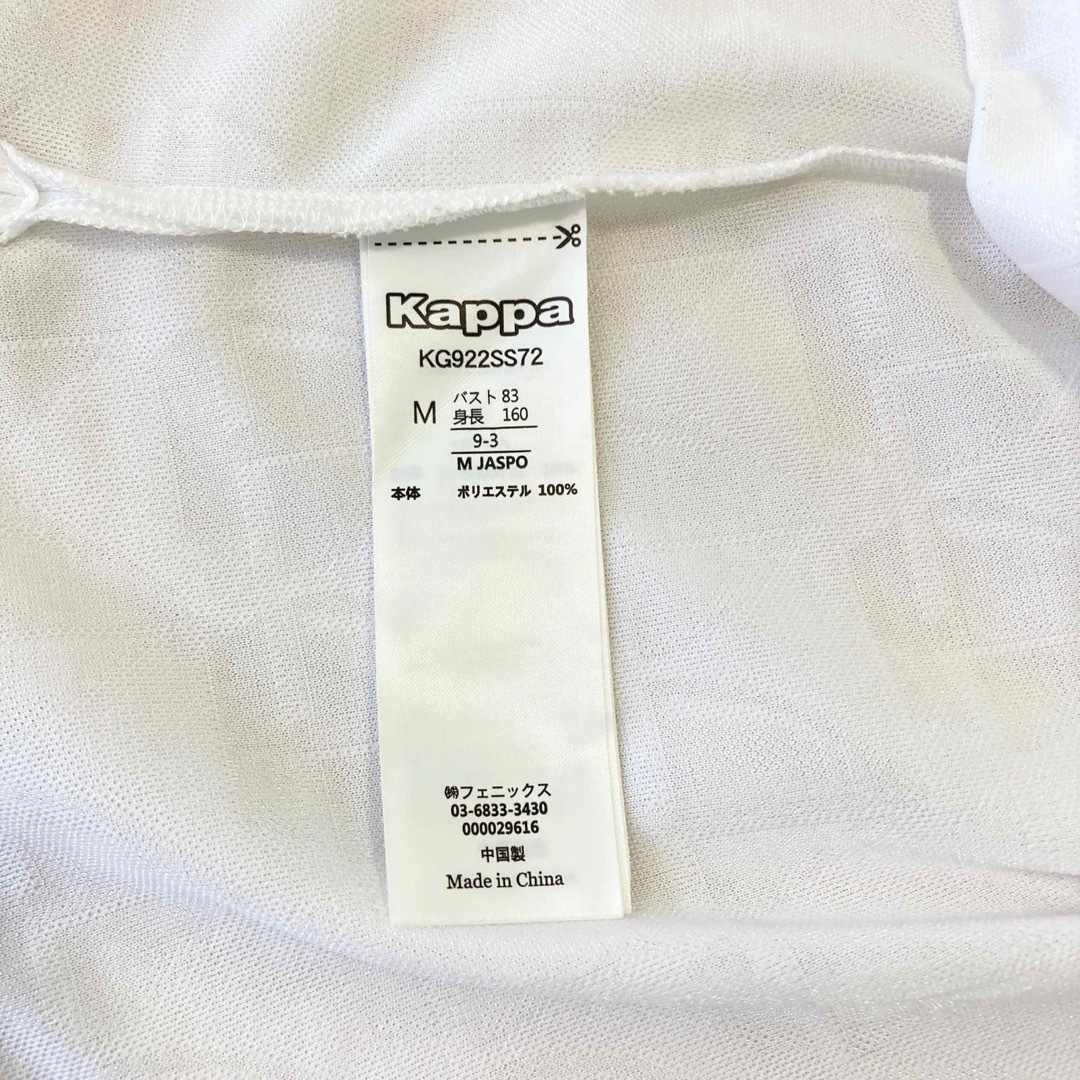 Kappa
KG922SS72
M バスト 83
身長 160
9-3
M JASPO
本体 ポリエステル 100%
㈱フェニックス
03-6833-3430
000029616
中国製
Made in China